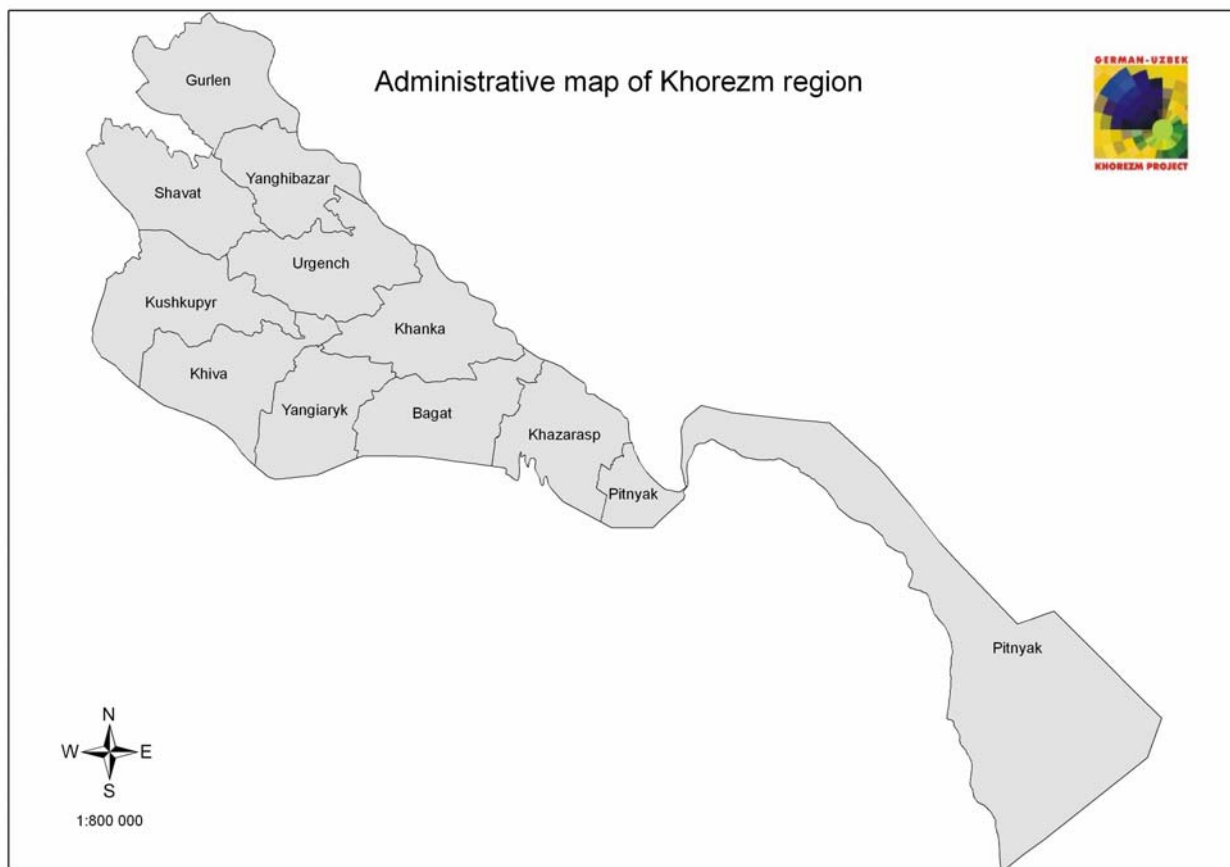 Administrative map of Khorezm region
GERMAN-UZBEK
KHOREZM PROJECT
Gurlen
Yanghibazar
Shavat
Urgench
Kushkupyr
Khanka
Khiva
Yangiaryk
Bagat
Khazarasp
Pitnyak
Pitnyak
N
W E
S
1:800 000